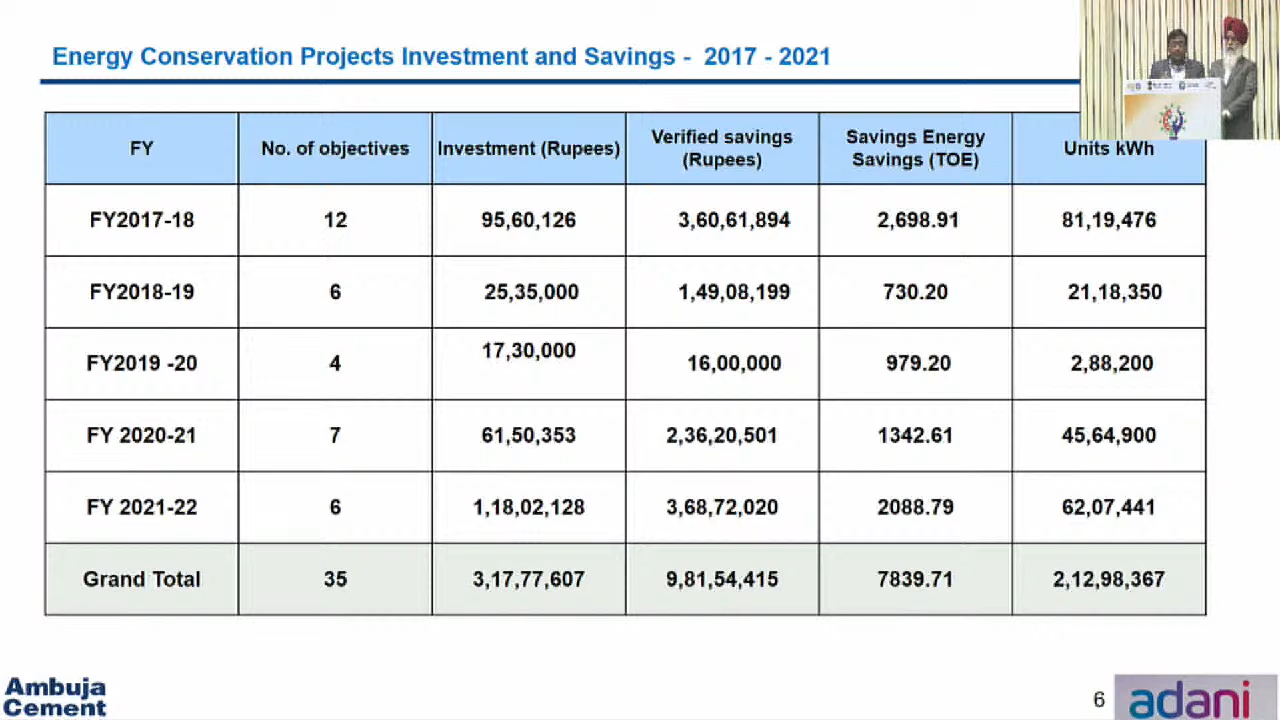 Energy Conservation Projects Investment and Savings - 2017 - 2021
FY No. of objectives Investment (Rupees) Verified savings (Rupees) Savings Energy Savings (TOE) Units kWh
FY2017-18 12 95,60,126 3,60,61,894 2,698.91 81,19,476
FY2018-19 6 25,35,000 1,49,08,199 730.20 21,18,350
FY2019 -20 4 17,30,000 16,00,000 979.20 2,88,200
FY 2020-21 7 61,50,353 2,36,20,501 1342.61 45,64,900
FY 2021-22 6 1,18,02,128 3,68,72,020 2088.79 62,07,441
Grand Total 35 3,17,77,607 9,81,54,415 7839.71 2,12,98,367
Ambuja
Cement
6 adani